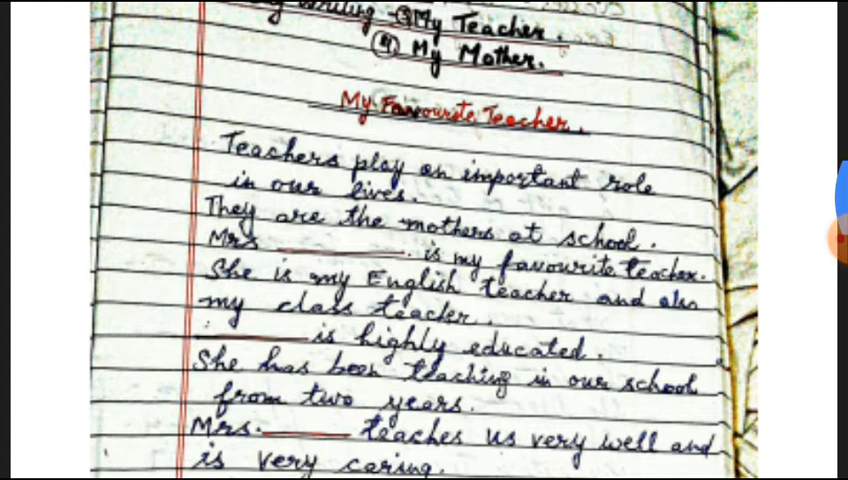 Writing - ③ My Teacher.
④ My Mother.
My Favourite Teacher.
Teachers play an important role
in our lives.
They are the mothers at school.
Mrs ________. is my favourite teacher.
She is my English teacher and also
my class teacher.
________ is highly educated.
She has been teaching in our school
from two years.
Mrs. ________ teaches us very well and
is very caring.